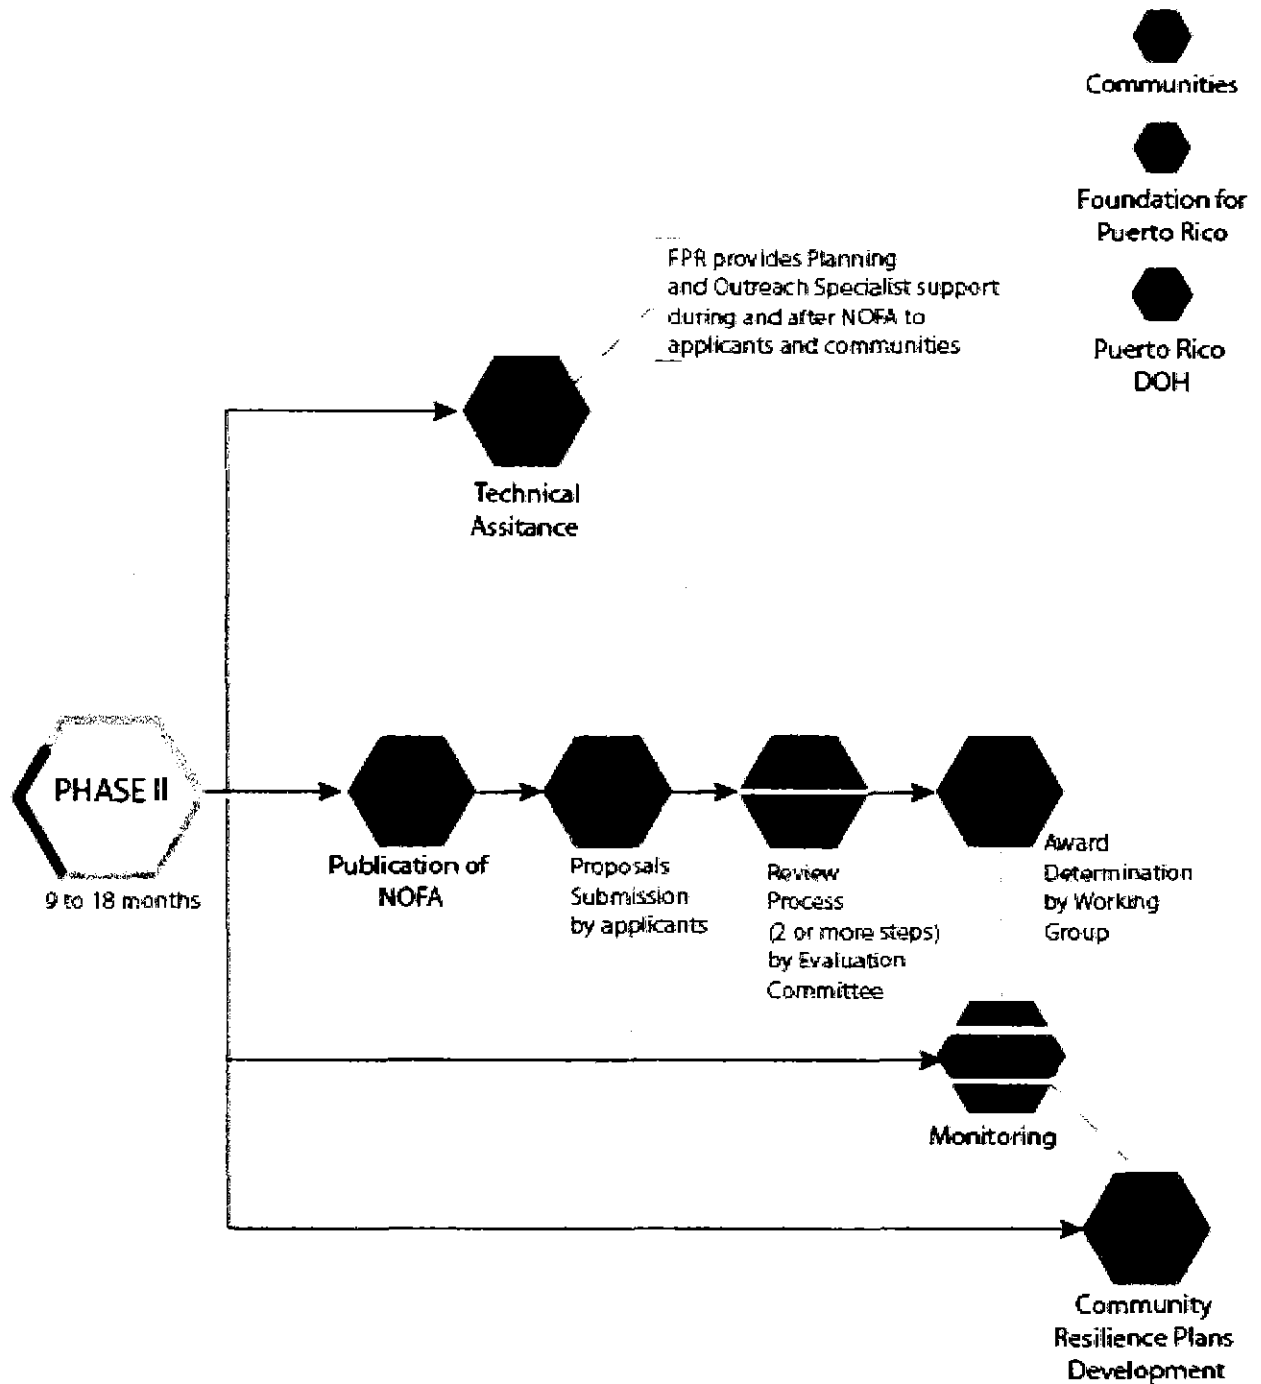 Communities
Foundation for
Puerto Rico
Puerto Rico
DOH
FPR provides Planning
and Outreach Specialist support
during and after NOFA to
applicants and communities
Technical
Assitance
PHASE II
9 to 18 months
Publication of
NOFA
Proposals
Submission
by applicants
Review
Process
(2 or more steps)
by Evaluation
Committee
Award
Determination
by Working
Group
Monitoring
Community
Resilience Plans
Development